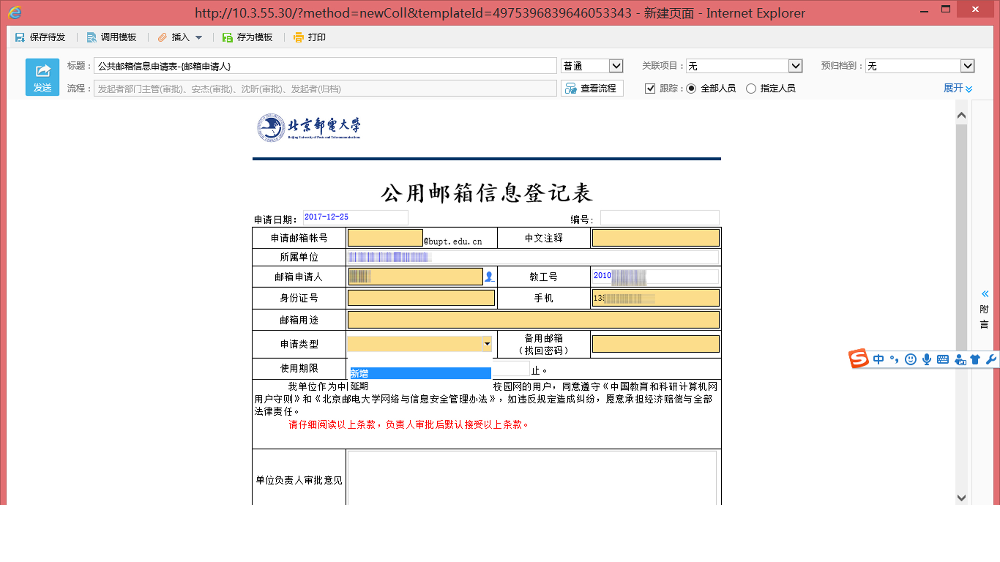 http://10.3.55.30/?method=newColl&templateId=4975396839646053343 - 新建页面 - Internet Explorer
保存待发 调用模板 插入 存为模板 打印
发送
标题： 公共邮箱信息申请表-{邮箱申请人} 普通 关联项目： 无 预归档到： 无
流程： 发起者部门主管(审批)、安杰(审批)、沈昕(审批)、发起者(归档) 查看流程 跟踪： 全部人员 指定人员 展开
北京郵電大學
Beijing University of Posts and Telecommunications
公用邮箱信息登记表
申请日期： 2017-12-25 编号：
申请邮箱帐号 @bupt.edu.cn 中文注释
所属单位
邮箱申请人 教工号 2010
身份证号 手机 135
邮箱用途
申请类型 备用邮箱
（找回密码）
使用期限 止。
新增
延期
我单位作为中 校园网的用户，同意遵守《中国教育和科研计算机网
用户守则》和《北京邮电大学网络与信息安全管理办法》，如违反规定造成纠纷，愿意承担经济赔偿与全部
法律责任。
请仔细阅读以上条款，负责人审批后默认接受以上条款。
单位负责人审批意见
附言
中